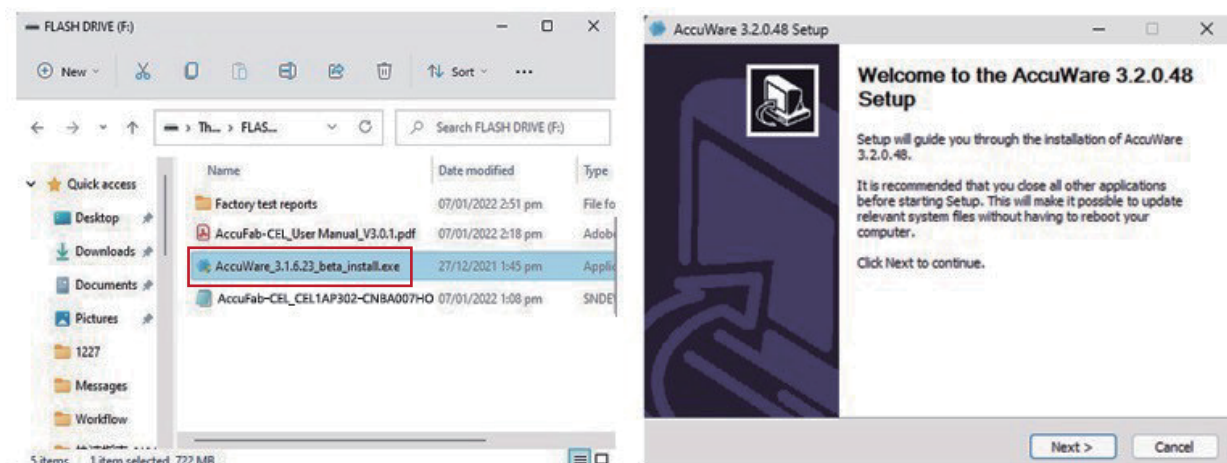 FLASH DRIVE (F:)
New
Sort
Th... > FLAS...
Search FLASH DRIVE (F:)
Name
Date modified
Type
Quick access
Desktop
Downloads
Documents
Pictures
1227
Messages
Workflow
Factory test reports 07/01/2022 2:51 pm File fo
AccuFab-CEL_User Manual_V3.0.1.pdf 07/01/2022 2:18 pm Adob
AccuWare_3.1.6.23_beta_install.exe 27/12/2021 1:45 pm Applic
AccuFab-CEL_CEL1AP302-CNBA007HO 07/01/2022 1:08 pm SNDE
5 items 1 item selected 722 MB
AccuWare 3.2.0.48 Setup
Welcome to the AccuWare 3.2.0.48
Setup
Setup will guide you through the installation of AccuWare
3.2.0.48.
It is recommended that you close all other applications
before starting Setup. This will make it possible to update
relevant system files without having to reboot your
computer.
Click Next to continue.
Next >
Cancel